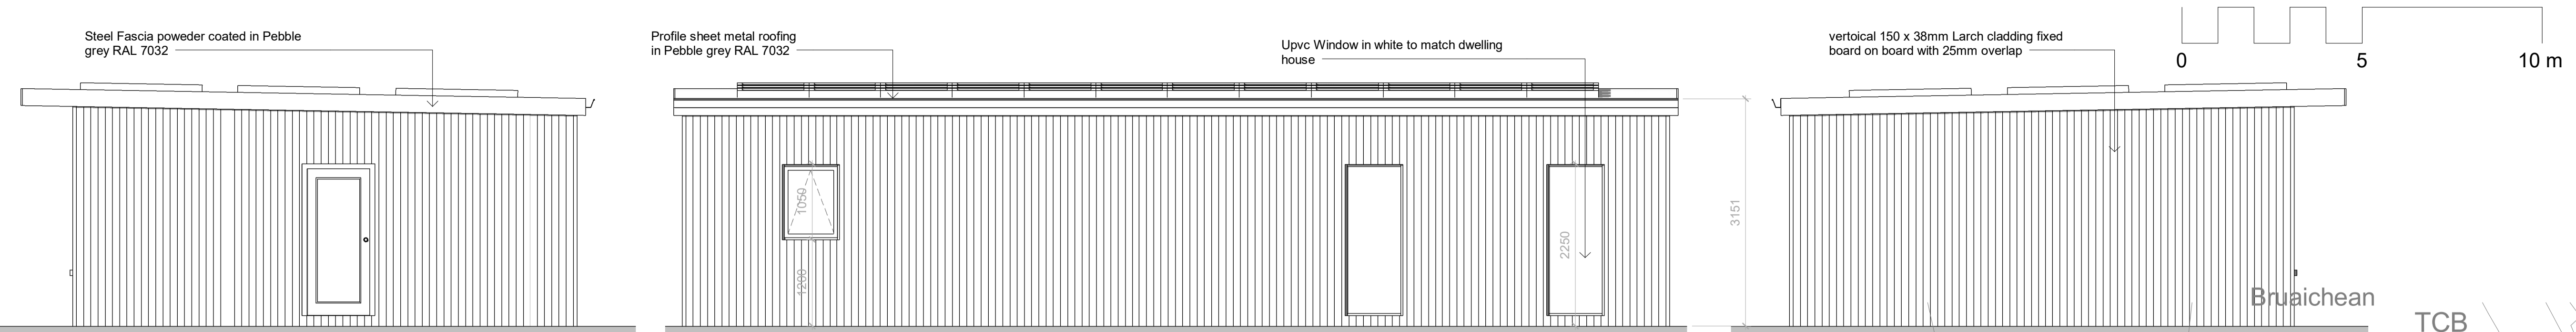 Steel Fascia poweder coated in Pebble
grey RAL 7032
Profile sheet metal roofing
in Pebble grey RAL 7032
Upvc Window in white to match dwelling
house
vertoical 150 x 38mm Larch cladding fixed
board on board with 25mm overlap
0 5 10 m
1050
1200
2250
3151
Bruaichean
TCB